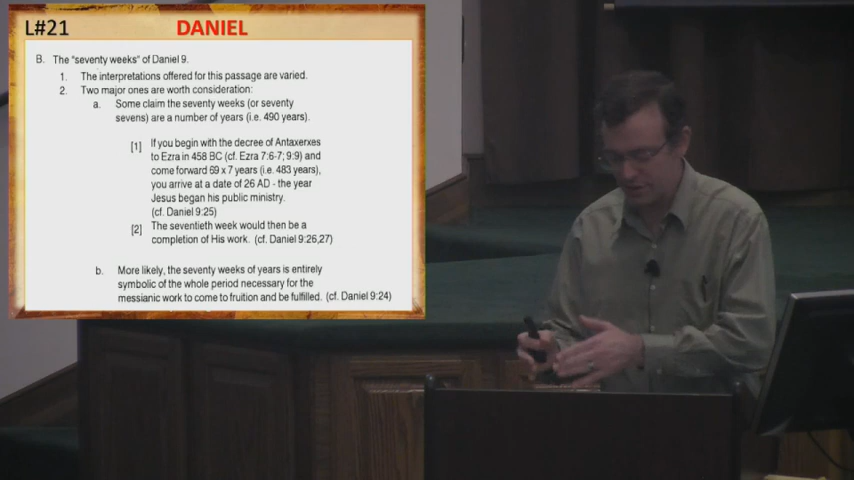 L#21
DANIEL
B. The "seventy weeks" of Daniel 9.
1. The interpretations offered for this passage are varied.
2. Two major ones are worth consideration:
a. Some claim the seventy weeks (or seventy
sevens) are a number of years (i.e. 490 years).
[1] If you begin with the decree of Antaxerxes
to Ezra in 458 BC (cf. Ezra 7:6-7; 9:9) and
come forward 69 x 7 years (i.e. 483 years),
you arrive at a date of 26 AD - the year
Jesus began his public ministry.
(cf. Daniel 9:25)
[2] The seventieth week would then be a
completion of His work. (cf. Daniel 9:26,27)
b. More likely, the seventy weeks of years is entirely
symbolic of the whole period necessary for the
messianic work to come to fruition and be fulfilled. (cf. Daniel 9:24)